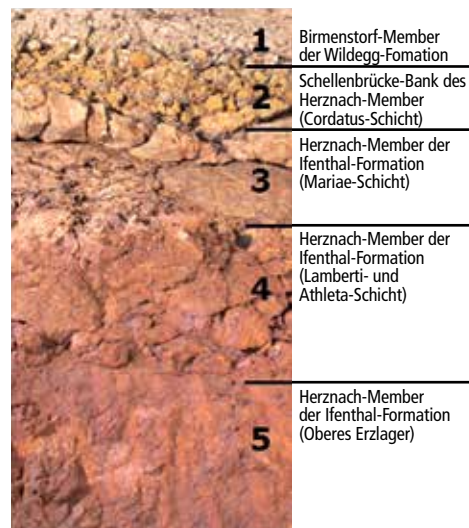 1
Birmenstorf-Member
der Wildegg-Fomation
2
Schellenbrücke-Bank des
Herznach-Member
(Cordatus-Schicht)
3
Herznach-Member der
Ifenthal-Formation
(Mariae-Schicht)
4
Herznach-Member der
Ifenthal-Formation
(Lamberti- und
Athleta-Schicht)
5
Herznach-Member
der Ifenthal-Formation
(Oberes Erzlager)